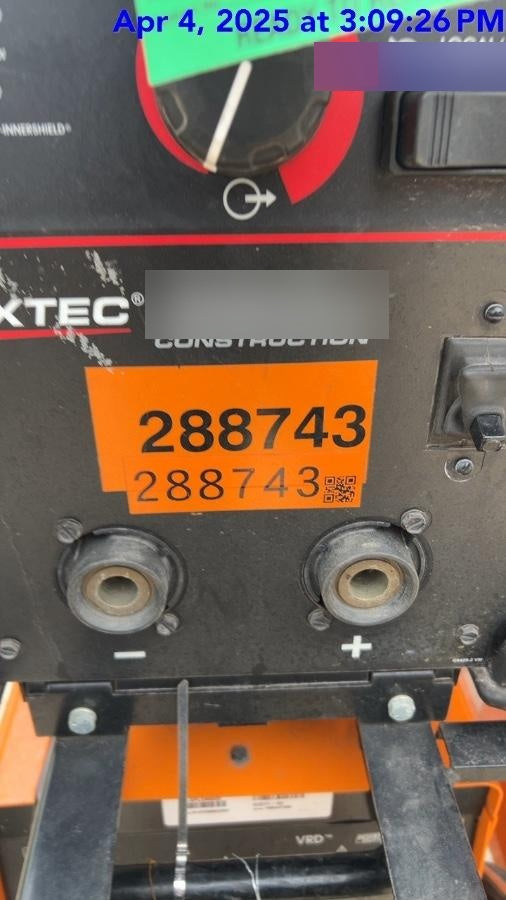 Apr 4, 2025 at 3:09:26 PM
-INNERSHIELD®
XTEC®
CONSTRUCTION
288743
288743
−
+
VRD™